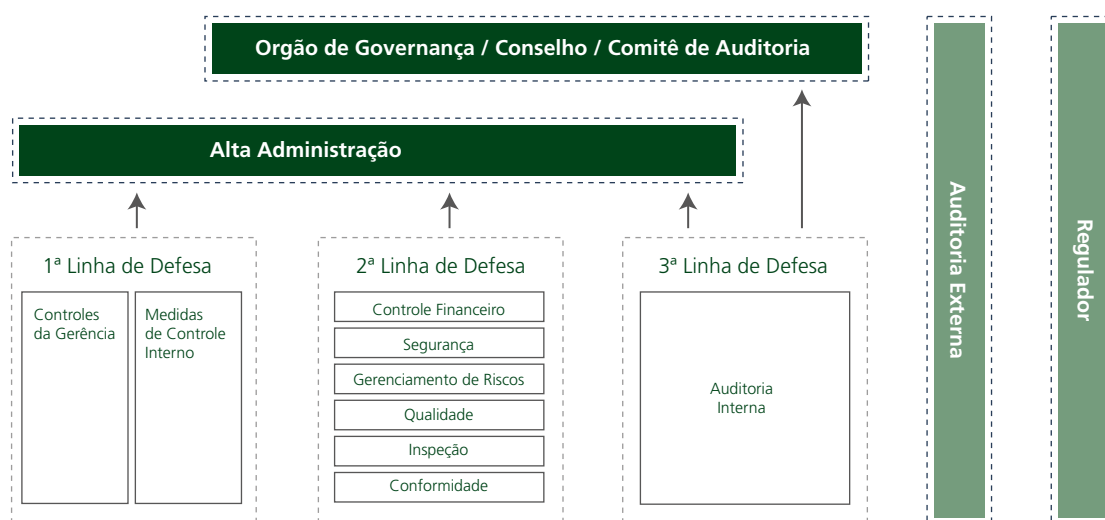 Orgão de Governança / Conselho / Comitê de Auditoria
Alta Administração
1ª Linha de Defesa
Controles
da Gerência
Medidas
de Controle
Interno
2ª Linha de Defesa
Controle Financeiro
Segurança
Gerenciamento de Riscos
Qualidade
Inspeção
Conformidade
3ª Linha de Defesa
Auditoria
Interna
Auditoria Externa
Regulador